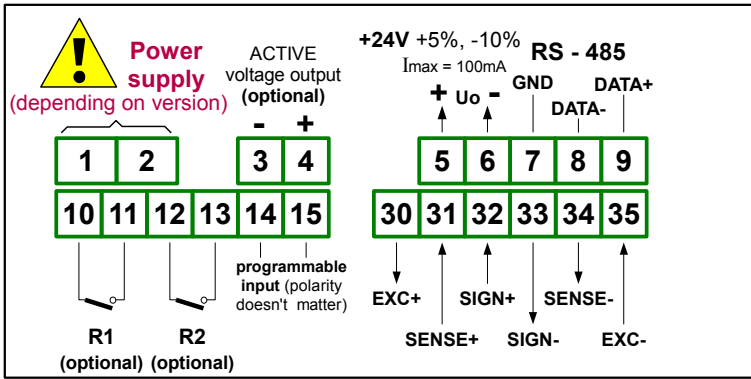 !
Power
supply
(depending on version)
ACTIVE
voltage output
(optional)
- +
+24V +5%, -10%
Imax = 100mA
+ Uo -
RS - 485
GND
DATA-
DATA+
1 2 3 4 5 6 7 8 9
10 11 12 13 14 15 30 31 32 33 34 35
programmable
input (polarity
doesn't matter)
R1
(optional)
R2
(optional)
EXC+
SENSE+
SIGN+
SIGN-
SENSE-
EXC-